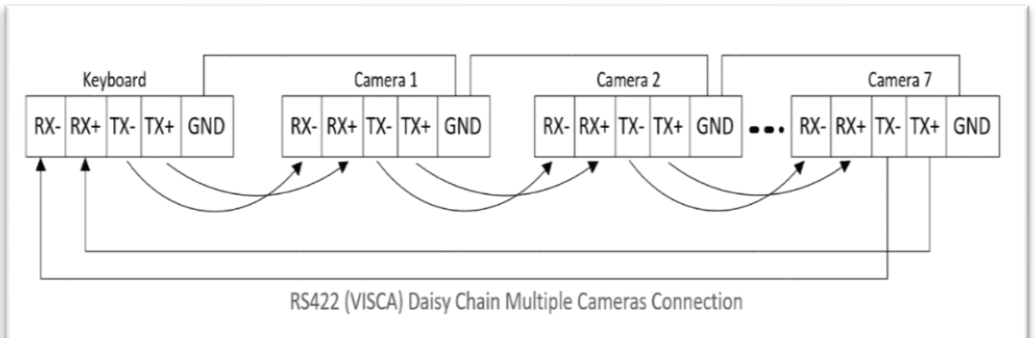 Keyboard Camera 1 Camera 2 Camera 7
RX- RX+ TX- TX+ GND RX- RX+ TX- TX+ GND RX- RX+ TX- TX+ GND RX- RX+ TX- TX+ GND
RS422 (VISCA) Daisy Chain Multiple Cameras Connection